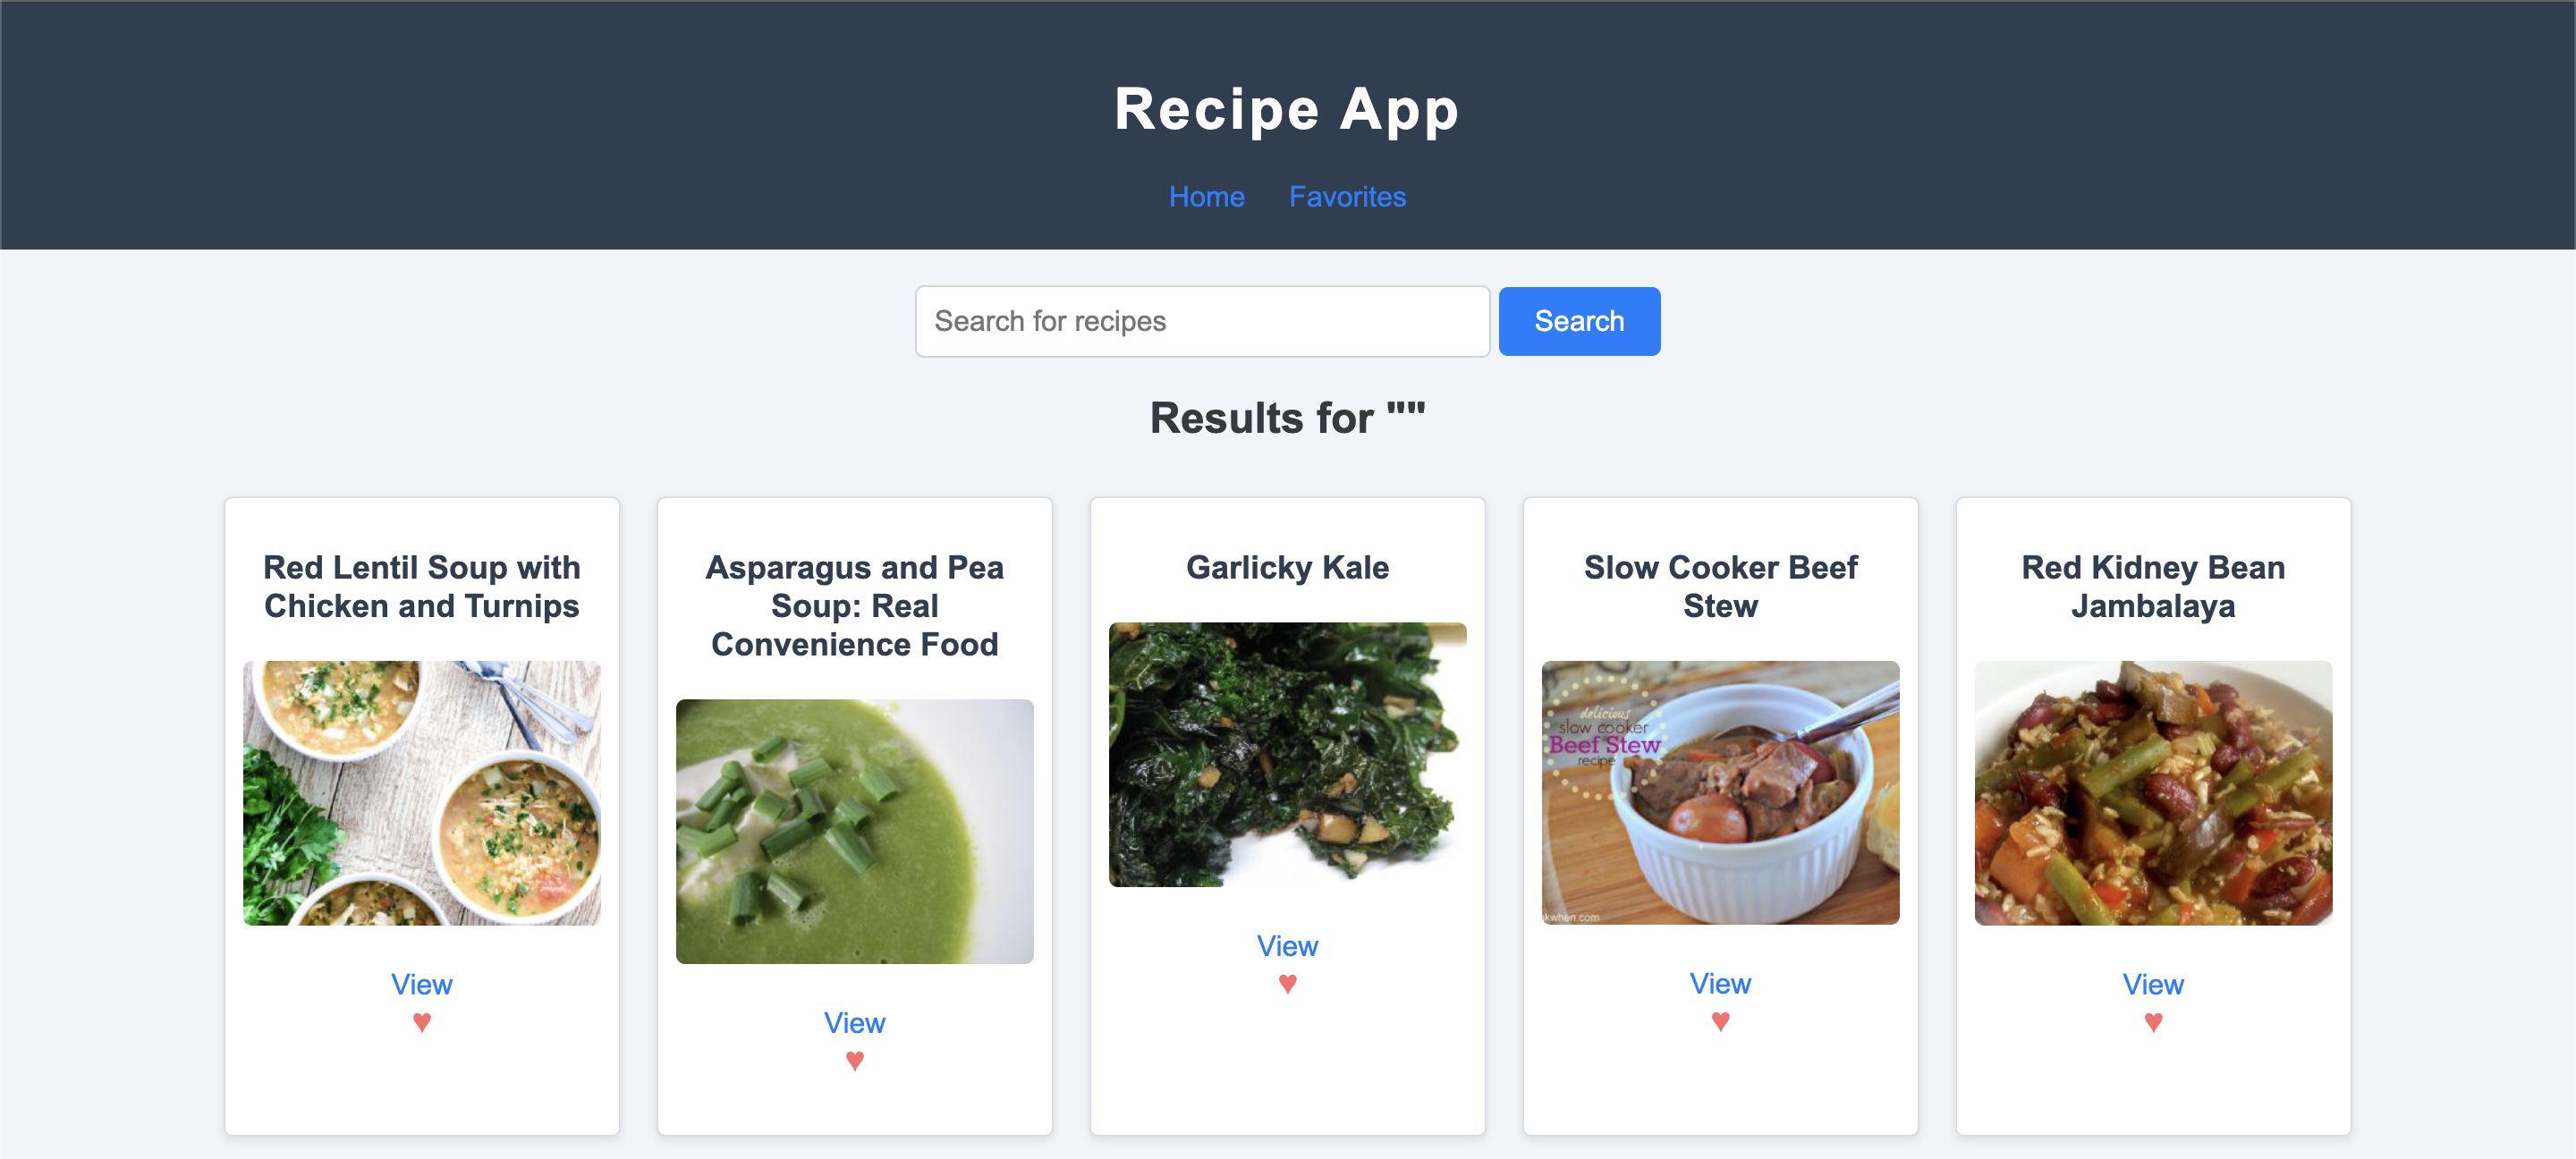 Recipe App
Home Favorites
Search for recipes
Search
Results for ""
Red Lentil Soup with
Chicken and Turnips
View
♥
Asparagus and Pea
Soup: Real
Convenience Food
View
♥
Garlicky Kale
View
♥
Slow Cooker Beef
Stew
delicious
slow cooker
Beef Stew
recipe
kwhen.com
View
♥
Red Kidney Bean
Jambalaya
View
♥